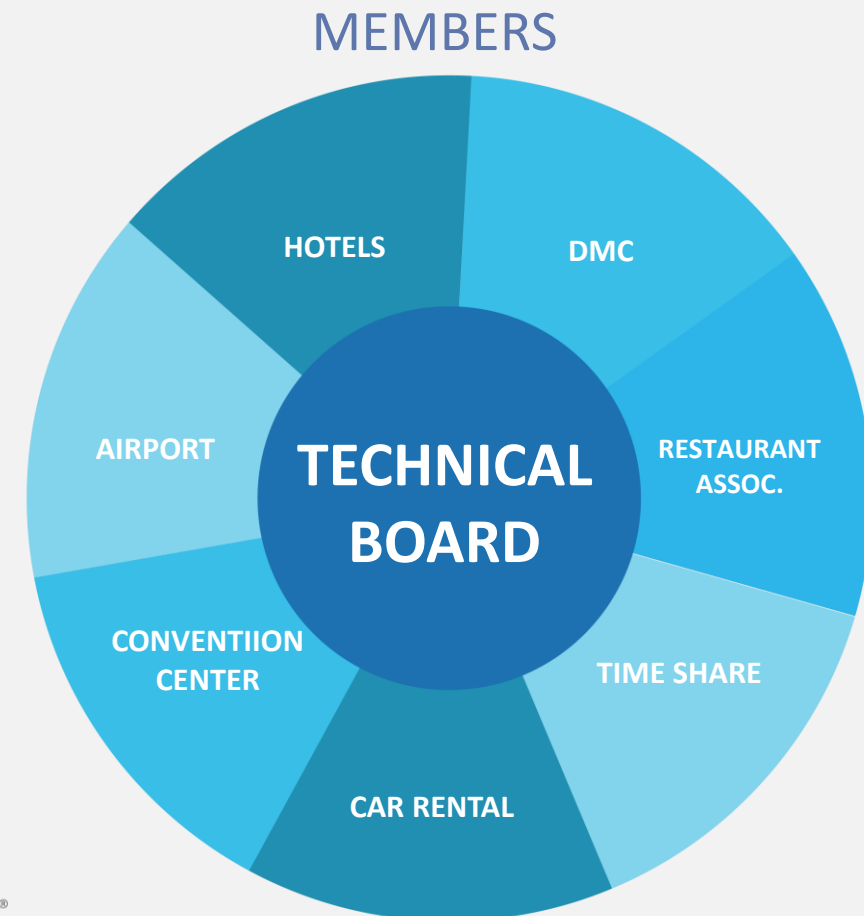 MEMBERS
HOTELS
DMC
AIRPORT
TECHNICAL
BOARD
RESTAURANT
ASSOC.
CONVENTIION
CENTER
TIME SHARE
CAR RENTAL
®